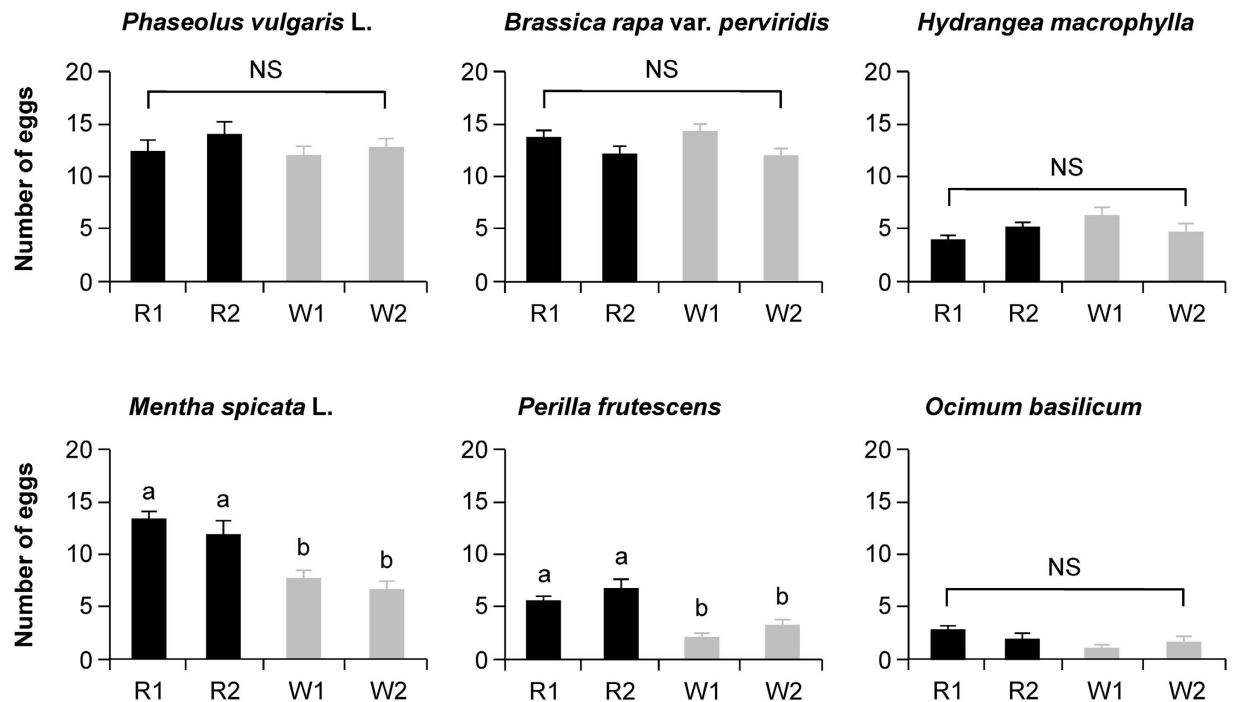 Phaseolus vulgaris L.
Number of eggs
20
15
10
5
0
NS
R1 R2 W1 W2
Brassica rapa var. perviridis
20
15
10
5
0
NS
R1 R2 W1 W2
Hydrangea macrophylla
20
15
10
5
0
NS
R1 R2 W1 W2
Mentha spicata L.
Number of eggs
20
15
10
5
0
a a b b
R1 R2 W1 W2
Perilla frutescens
20
15
10
5
0
a a b b
R1 R2 W1 W2
Ocimum basilicum
20
15
10
5
0
NS
R1 R2 W1 W2